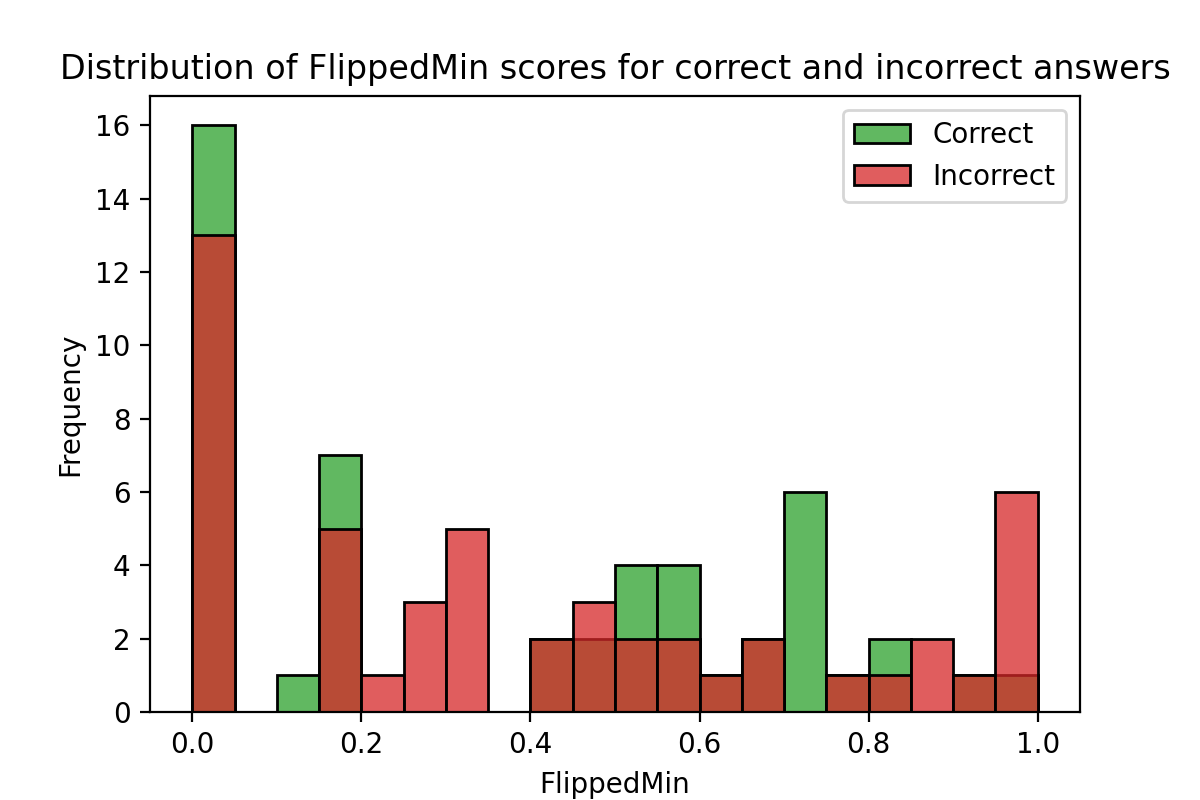 Distribution of FlippedMin scores for correct and incorrect answers
Correct
Incorrect
Frequency
16
14
12
10
8
6
4
2
0
0.0 0.2 0.4 0.6 0.8 1.0
FlippedMin